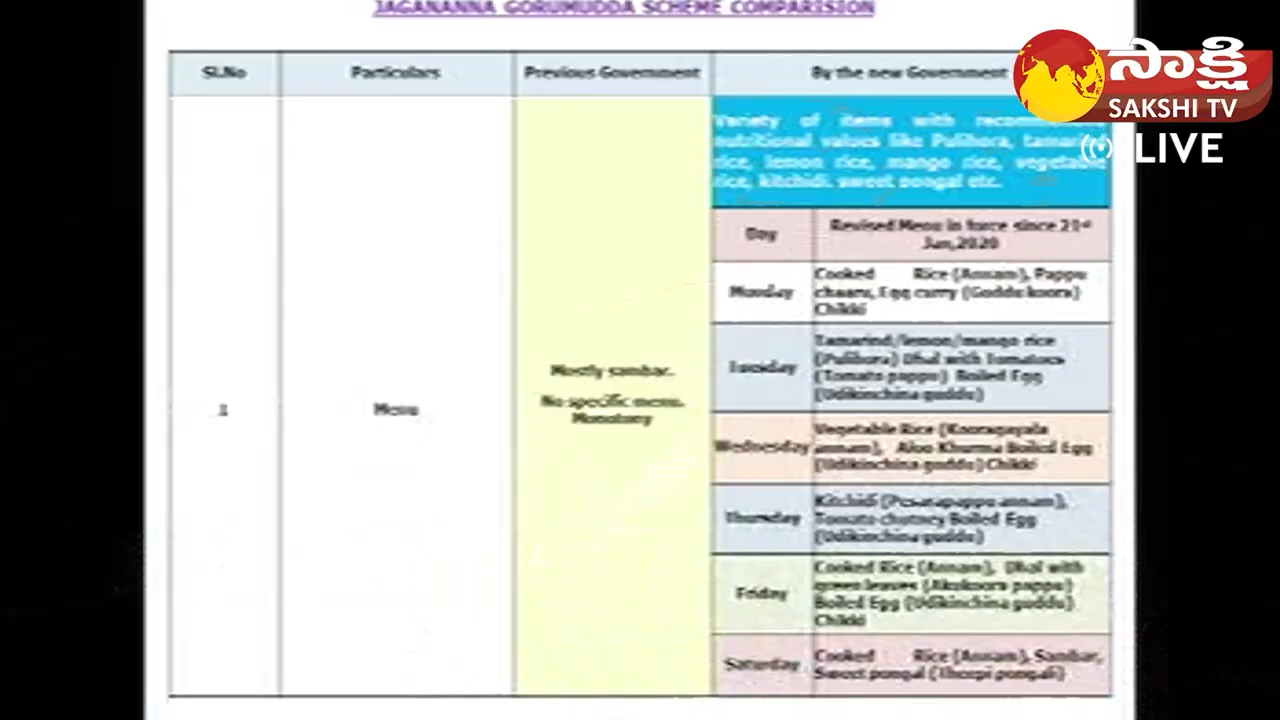 JAGANANNA GORUMUDDA SCHEME COMPARISION
Sl.No Particulars Previous Government By the new Government
సాక్షి
SAKSHI TV
LIVE
Variety of items with
nutritional values like Pulihora,
rice, lemon rice, mango rice, vegetable
rice, kitchidi, sweet pongal etc.
Day
Revised Menu in force since 21st
Jan,2020
1
Menu
Mostly sambar.
No specific menu.
Monotony
Monday
Cooked Rice (Annam), Pappu
chaaru, Egg curry (Guddu koora)
Chikki
Tuesday
Tamarind/lemon/mango rice
(Pulihora) Dhal with Tomatoes
(Tomato pappu) Boiled Egg
(Udikinchina guddu)
Wednesday
Vegetable Rice (Kooragayala
annam), Aloo Khurma Boiled Egg
(Udikinchina guddu) Chikki
Thursday
Kitchidi (Pesarapappu annam),
Tomato chutney Boiled Egg
(Udikinchina guddu)
Friday
Cooked Rice (Annam), Dhal with
green leaves (Akukoora pappu)
Boiled Egg (Udikinchina guddu)
Chikki
Saturday
Cooked Rice (Annam), Sambar,
Sweet pongal (Theepi pongali)